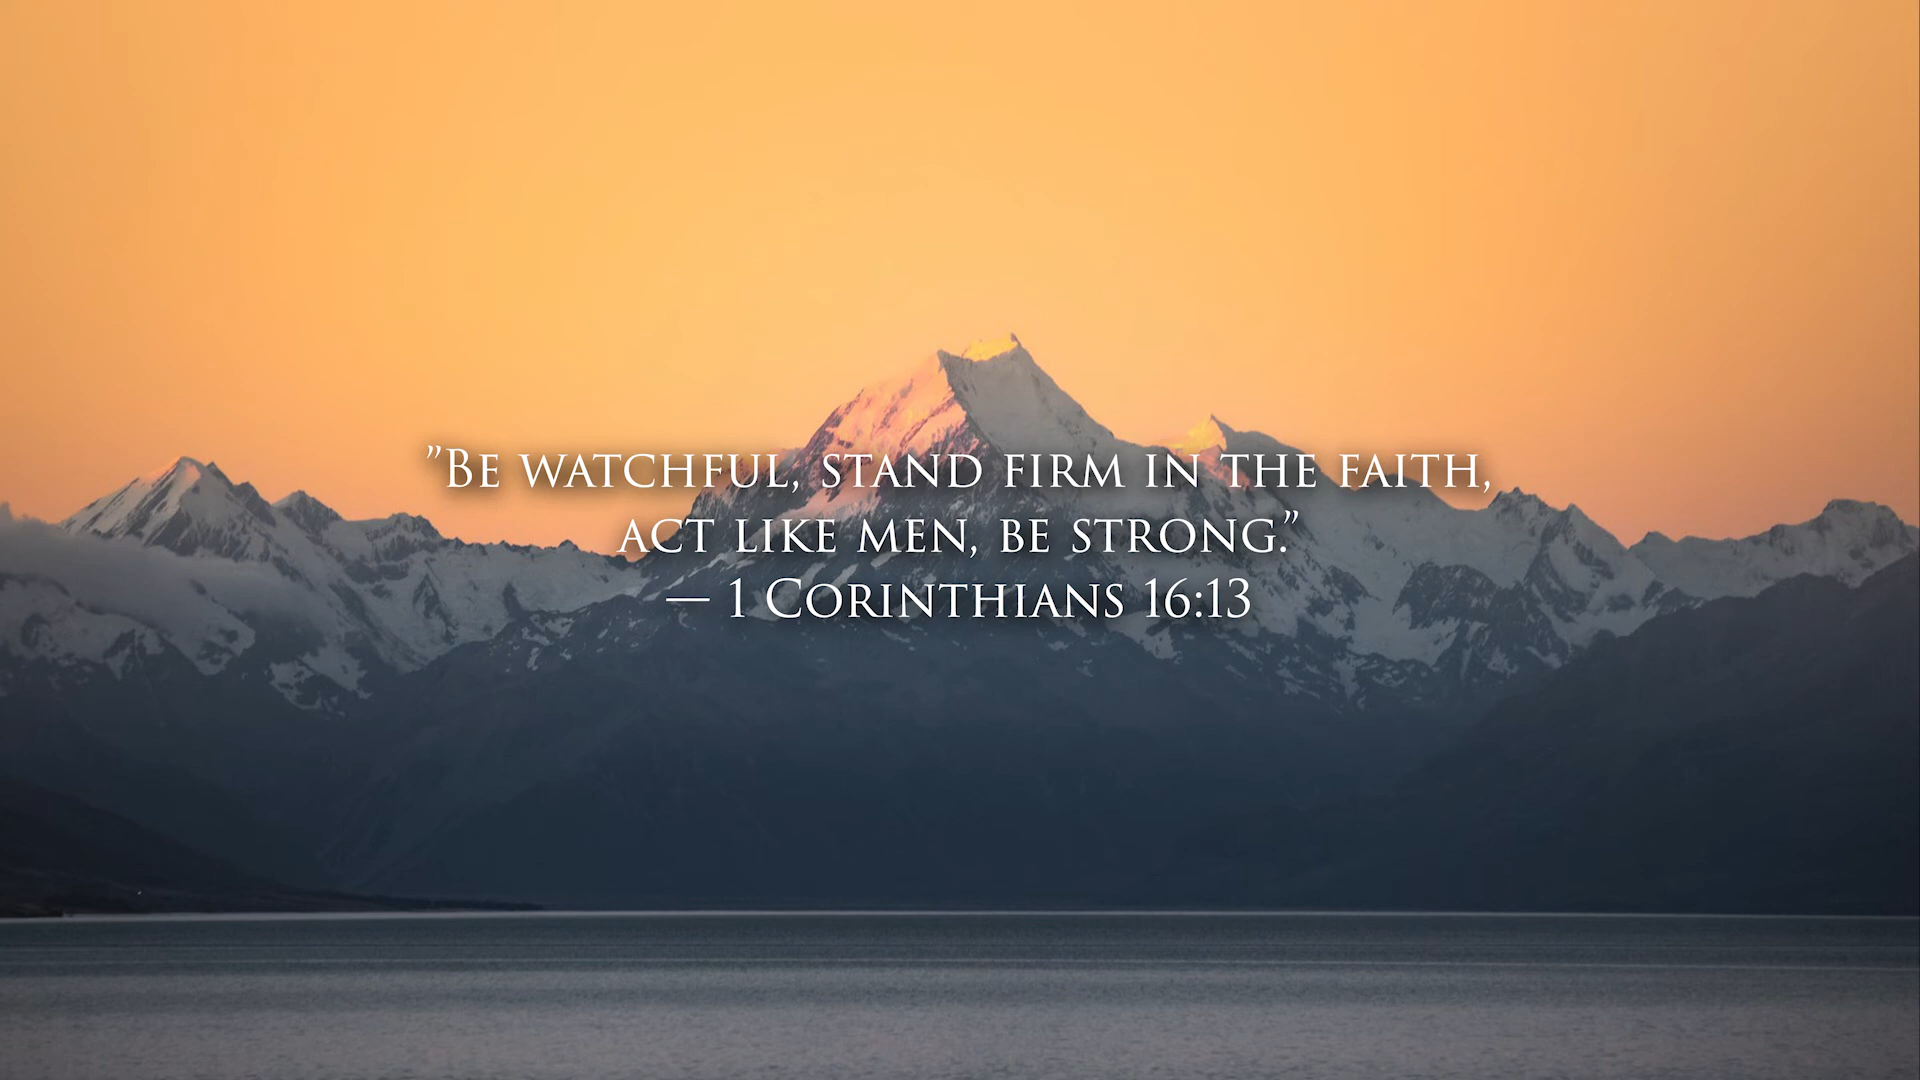 ”Be watchful, stand firm in the faith,
act like men, be strong.”
— 1 Corinthians 16:13